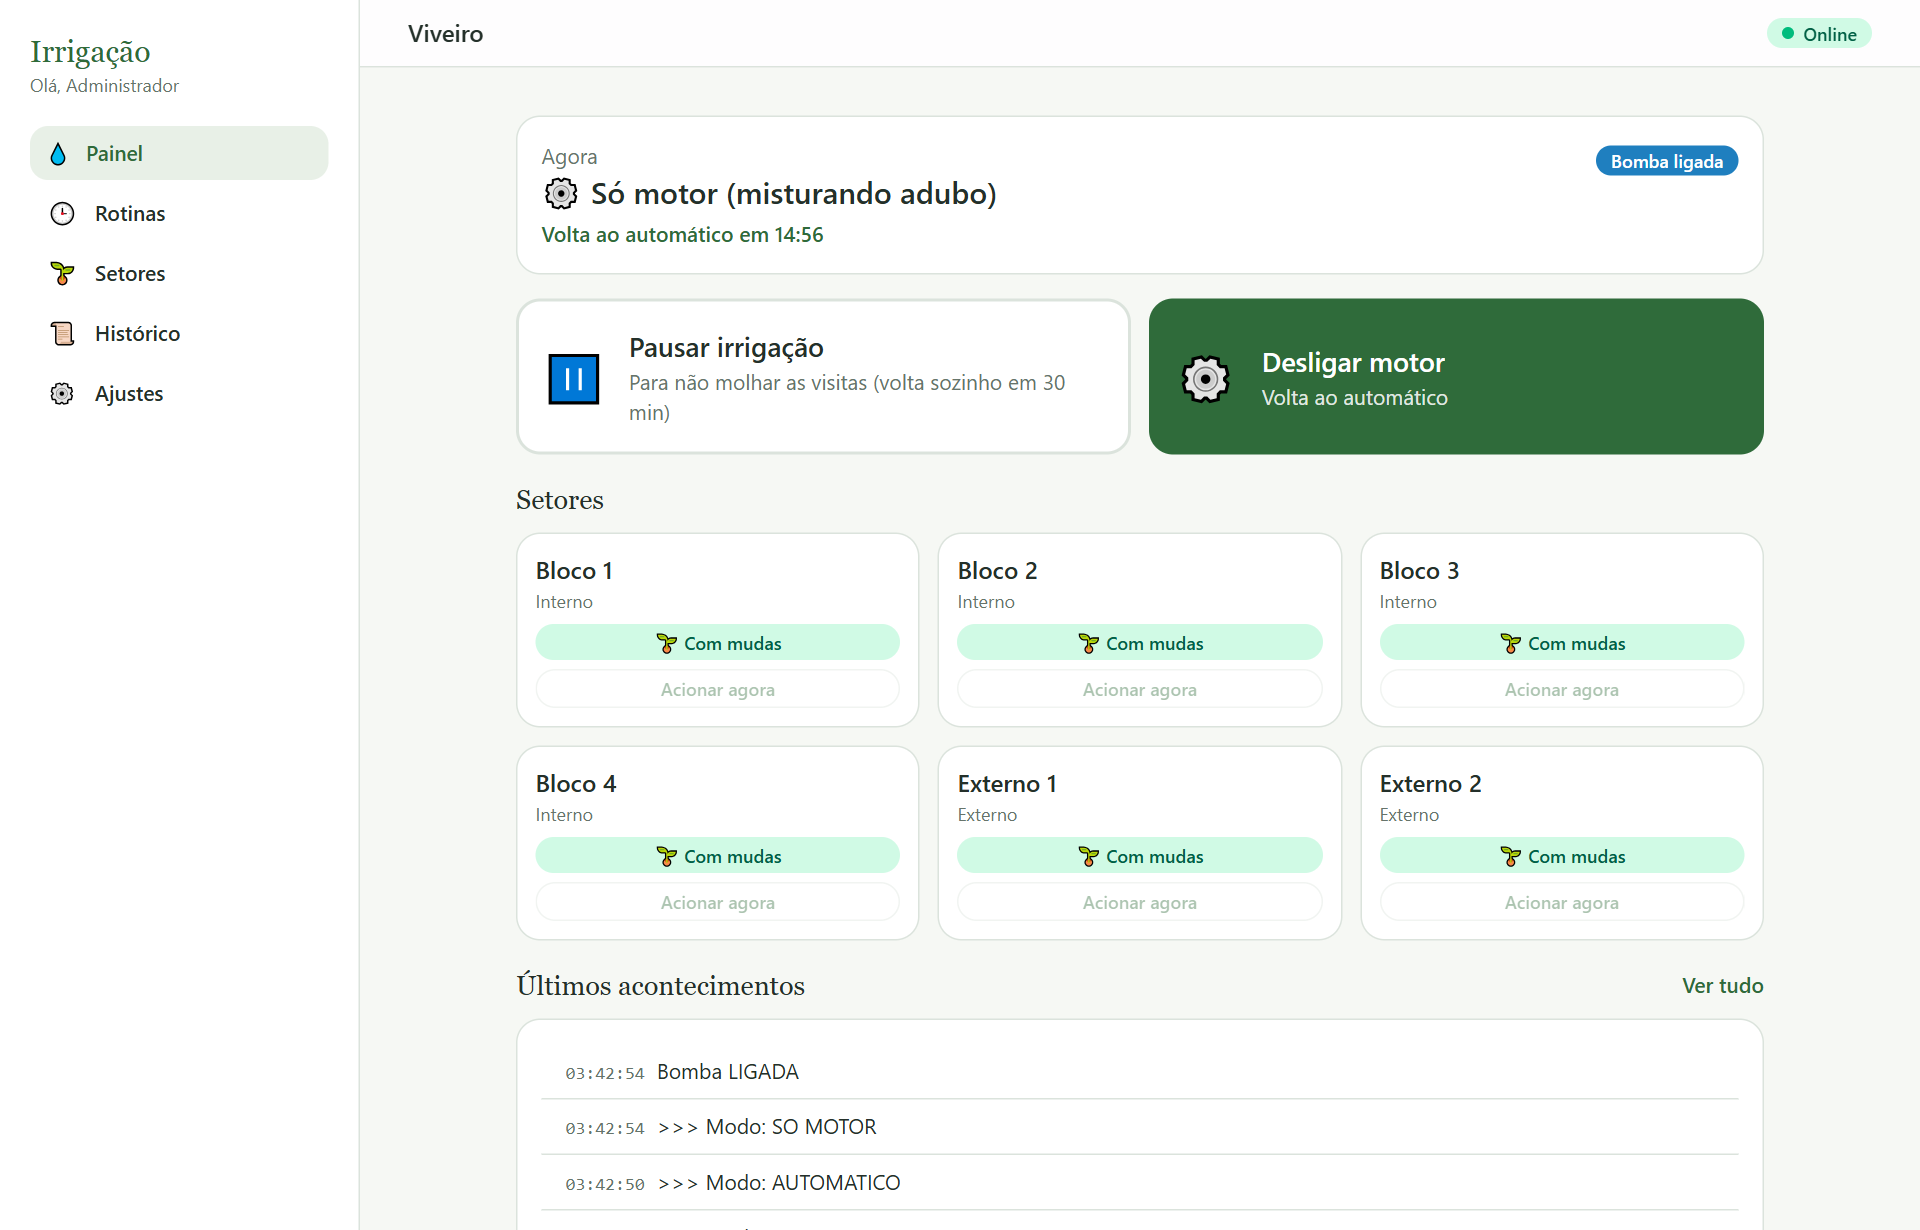 Irrigação
Olá, Administrador
Painel
Rotinas
Setores
Histórico
Ajustes
Viveiro
Online
Agora
Só motor (misturando adubo)
Volta ao automático em 14:56
Bomba ligada
Pausar irrigação
Para não molhar as visitas (volta sozinho em 30
min)
Desligar motor
Volta ao automático
Setores
Bloco 1
Interno
Com mudas
Acionar agora
Bloco 2
Interno
Com mudas
Acionar agora
Bloco 3
Interno
Com mudas
Acionar agora
Bloco 4
Interno
Com mudas
Acionar agora
Externo 1
Externo
Com mudas
Acionar agora
Externo 2
Externo
Com mudas
Acionar agora
Últimos acontecimentos
Ver tudo
03:42:54 Bomba LIGADA
03:42:54 >>> Modo: SO MOTOR
03:42:50 >>> Modo: AUTOMATICO